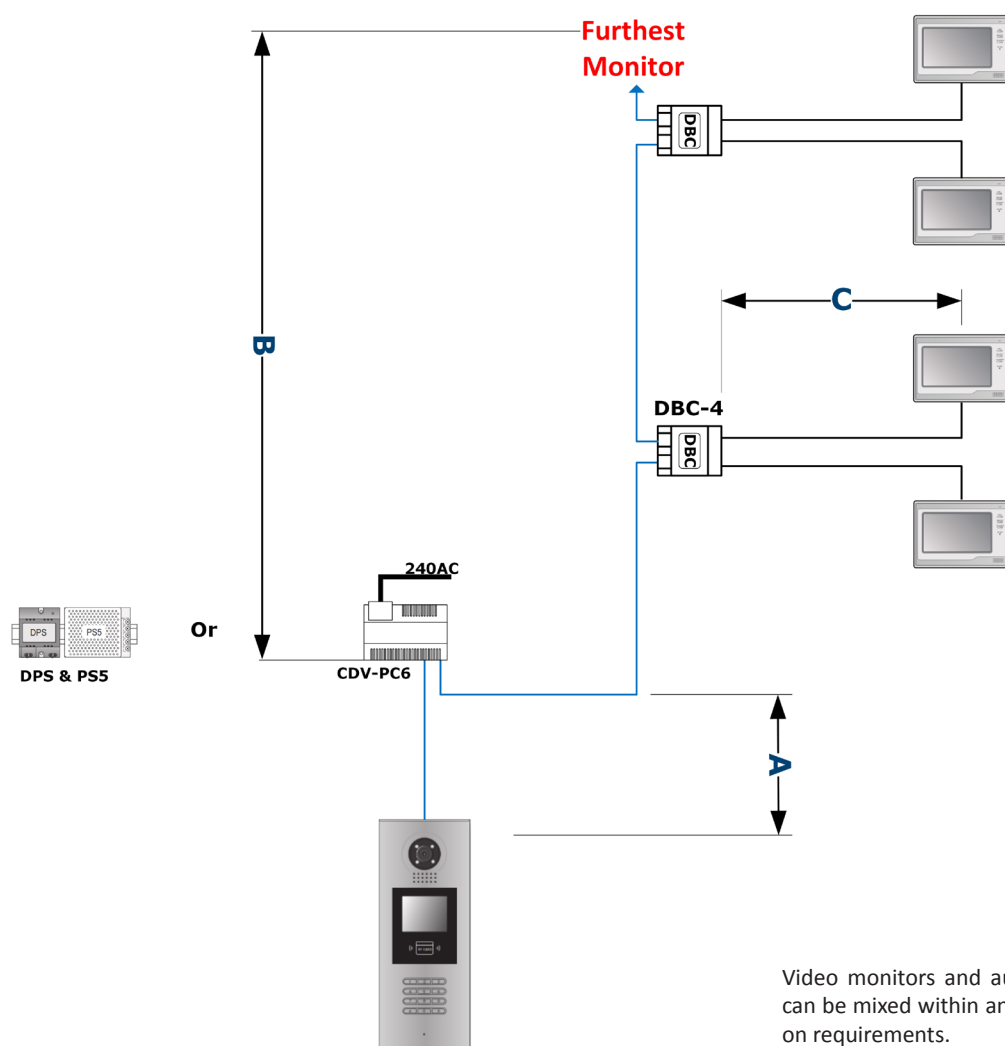 Furthest
Monitor
DBC
B
C
DBC-4
DBC
240AC
DPS
PS5
Or
DPS & PS5
CDV-PC6
A
Video monitors and au
can be mixed within an
on requirements.